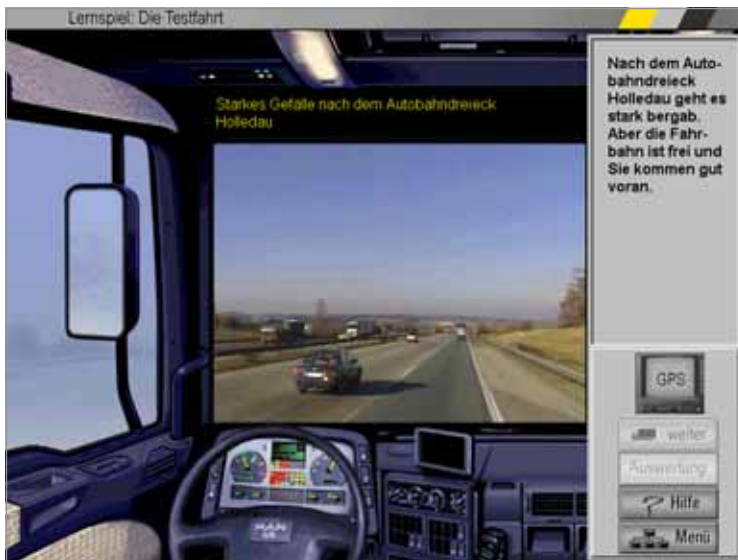 Lernspiel: Die Testfahrt
Starkes Gefälle nach dem Autobahndreieck
Holledau
Nach dem Auto-
bahndreieck
Holledau geht es
stark bergab.
Aber die Fahr-
bahn ist frei und
Sie kommen gut
voran.
GPS
weiter
Auswertung
Hilfe
Menü
MAN